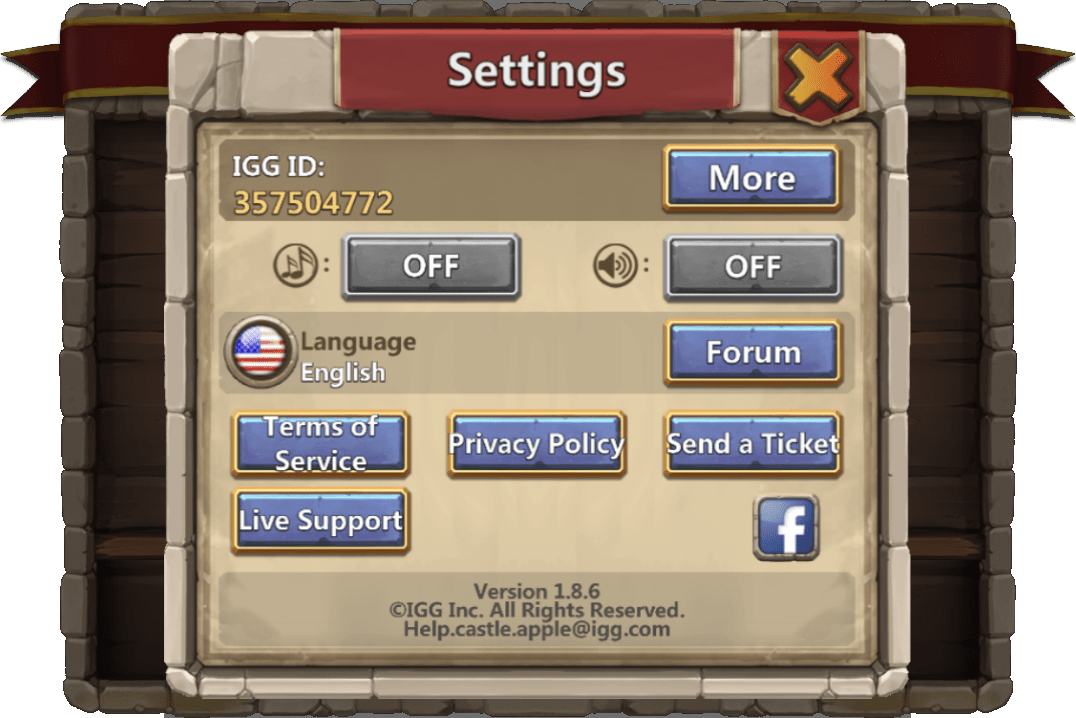 Settings
IGG ID:
357504772
More
: OFF
: OFF
Language
English
Forum
Terms of
Service
Privacy Policy
Send a Ticket
Live Support
f
Version 1.8.6
©IGG Inc. All Rights Reserved.
Help.castle.apple@igg.com